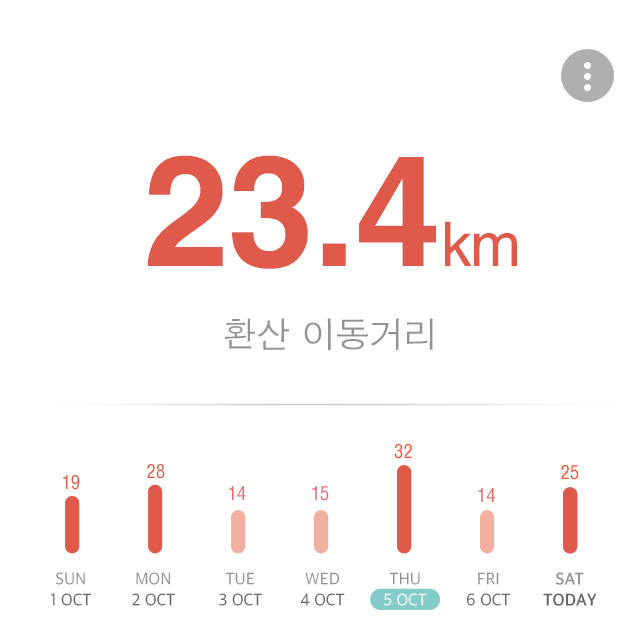 23.4km
환산 이동거리
19 28 14 15 32 14 25
SUN MON TUE WED THU FRI SAT
1 OCT 2 OCT 3 OCT 4 OCT 5 OCT 6 OCT TODAY